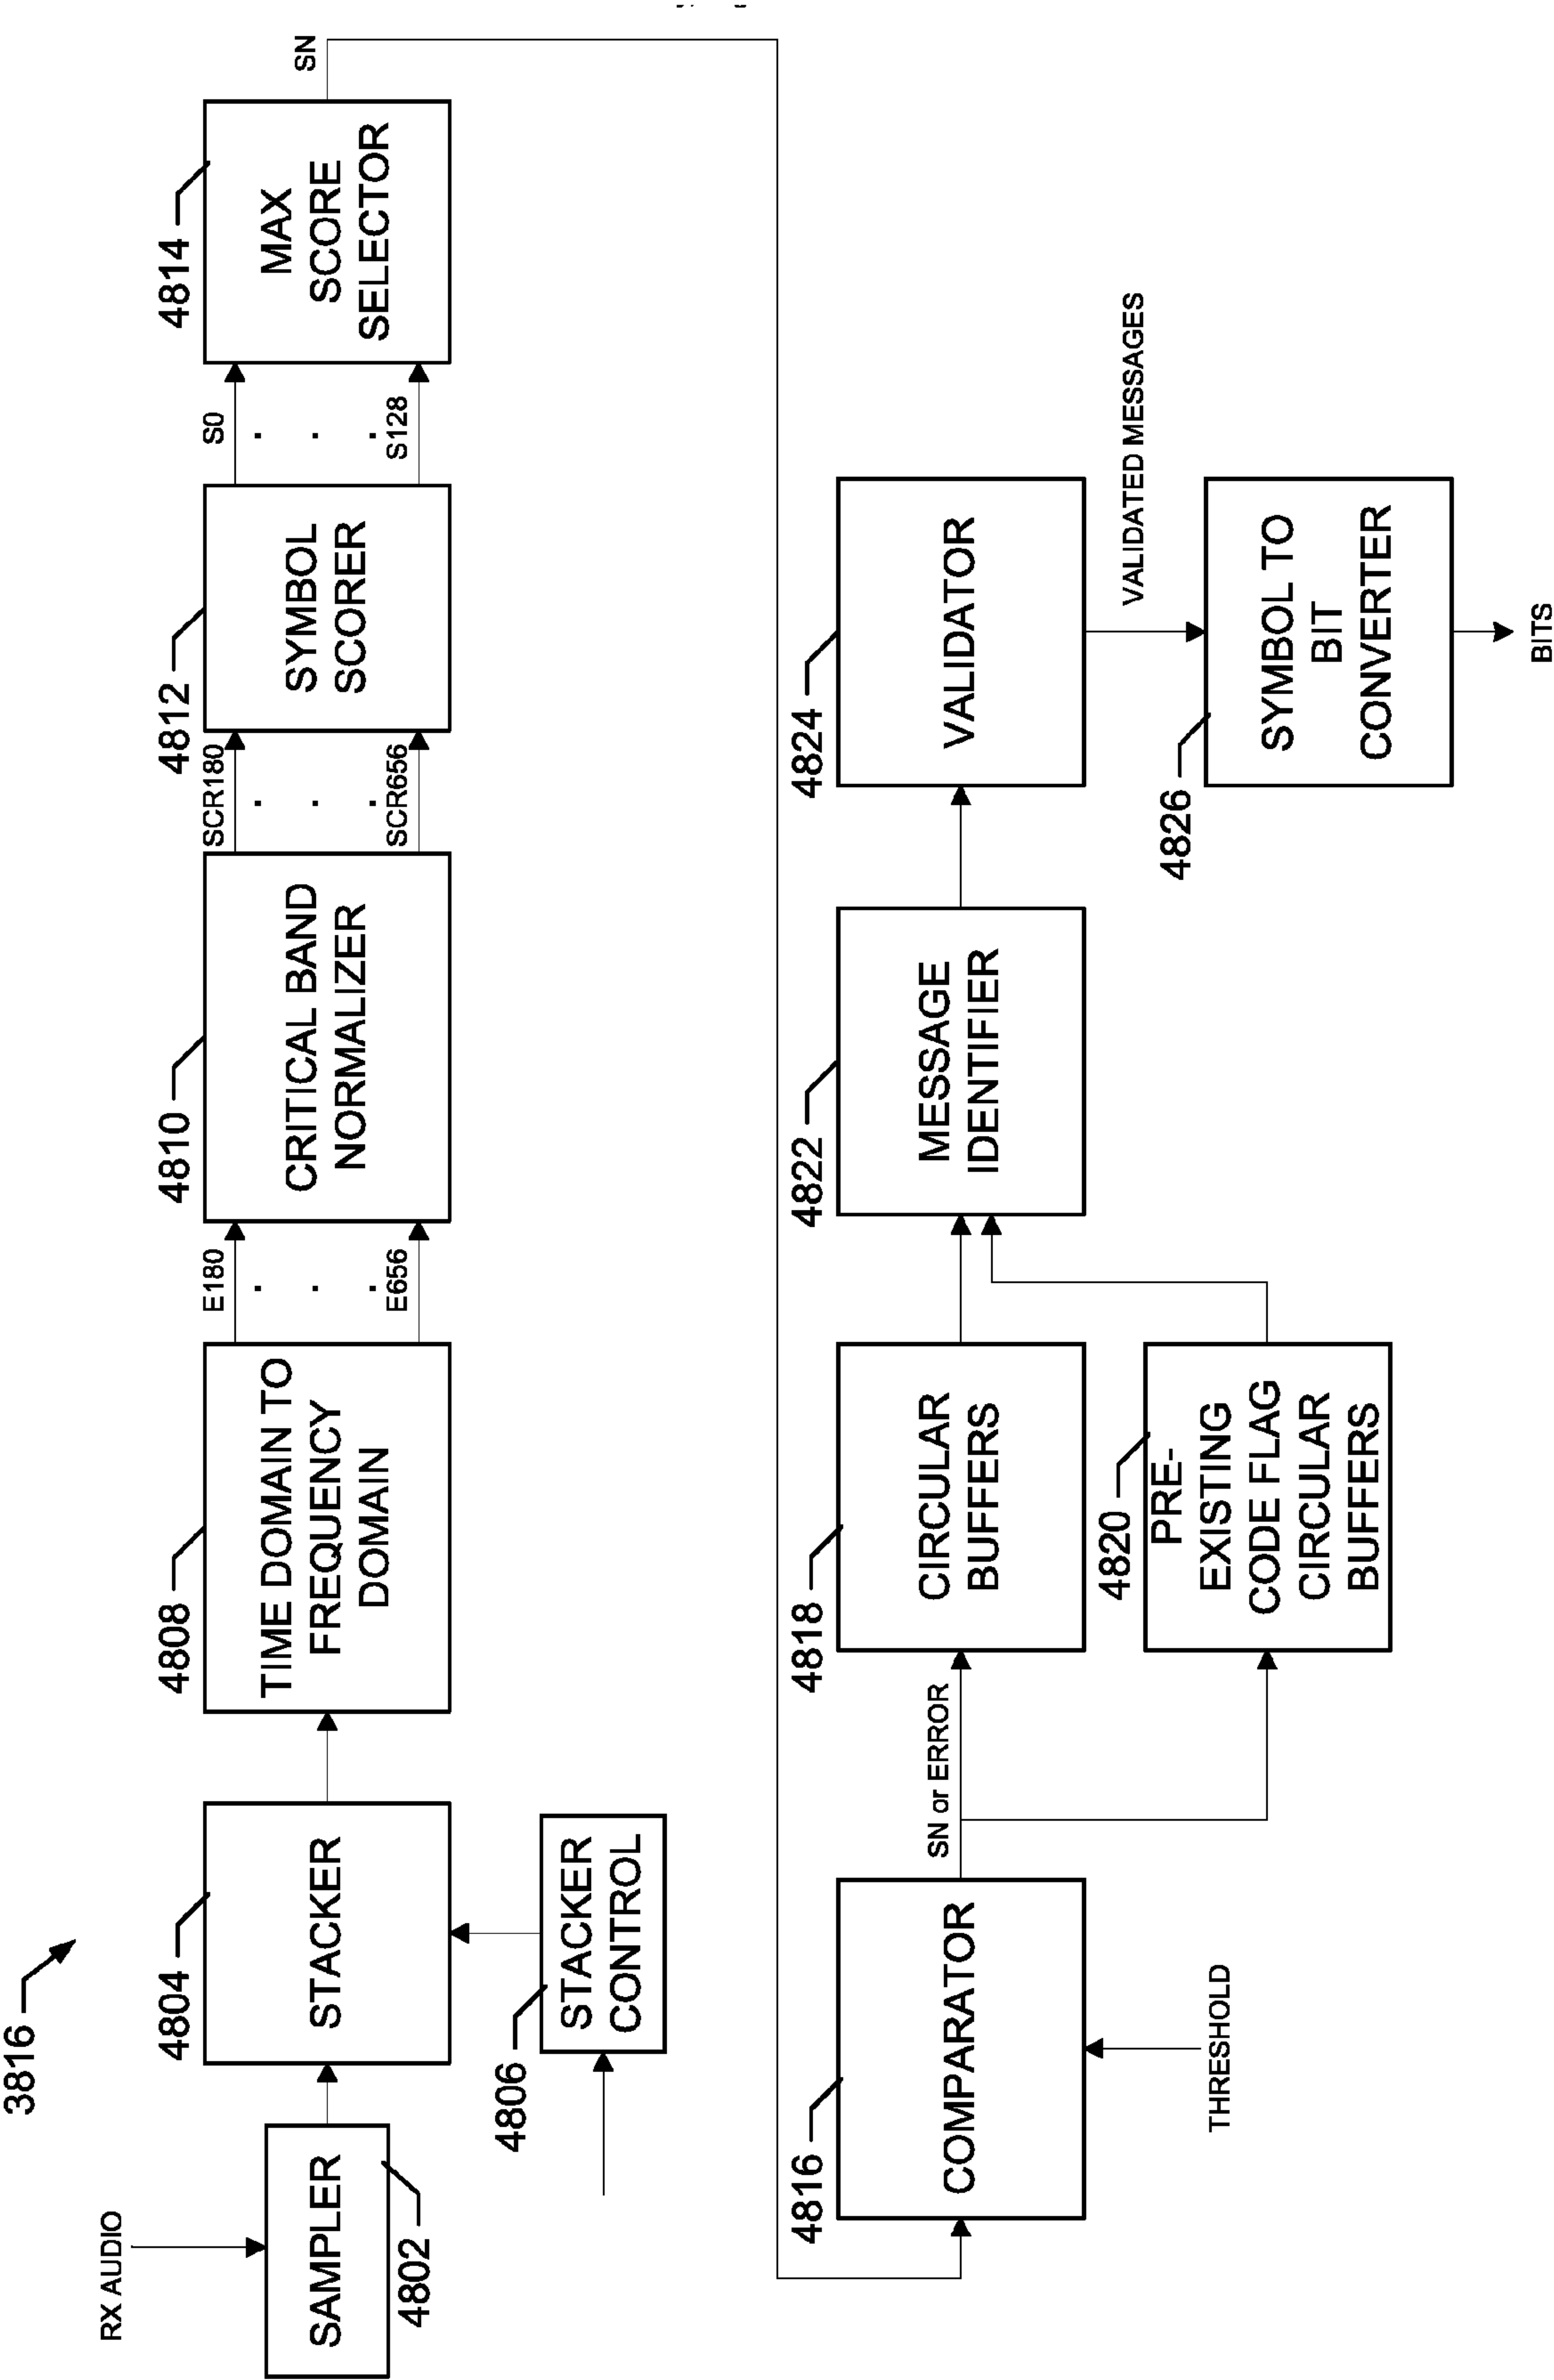 3816
RX AUDIO
SAMPLER
4802
4804
STACKER
4806
STACKER
CONTROL
4808
TIME DOMAIN TO
FREQUENCY
DOMAIN
E180
E656
4810
CRITICAL BAND
NORMALIZER
SCR180
SCR656
4812
SYMBOL
SCORER
S0
S128
4814
MAX
SCORE
SELECTOR
SN
4816
COMPARATOR
THRESHOLD
SN or ERROR
4818
CIRCULAR
BUFFERS
4820
PRE-
EXISTING
CODE FLAG
CIRCULAR
BUFFERS
4822
MESSAGE
IDENTIFIER
4824
VALIDATOR
VALIDATED MESSAGES
4826
SYMBOL TO
BIT
CONVERTER
BITS